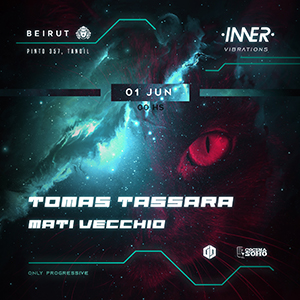 BEIRUT
PINTO 357, TANDIL
·INNER·
VIBRATIONS
01 JUN
00 HS
TOMAS TASSARA
MATI VECCHIO
ONLY PROGRESSIVE